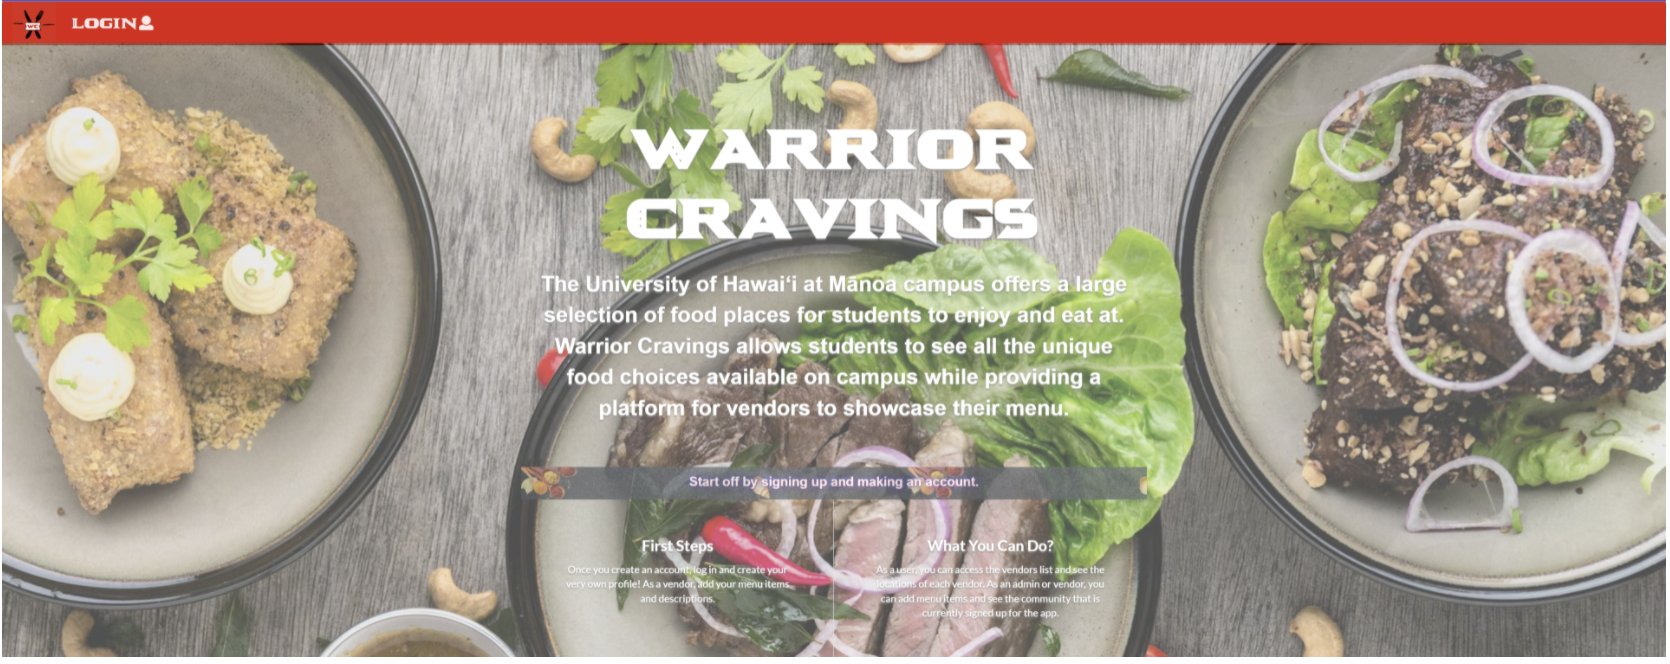 LOGIN
WARRIOR
CRAVINGS
The University of Hawaiʻi at Mānoa campus offers a large
selection of food places for students to enjoy and eat at.
Warrior Cravings allows students to see all the unique
food choices available on campus while providing a
platform for vendors to showcase their menu.
Start off by signing up and making an account.
First Steps
Once you create an account, log in and create your
very own profile! As a vendor, add your menu items
and descriptions.
What You Can Do?
As a user, you can access the vendors list and see the
locations of each vendor. As an admin or vendor, you
can add menu items and see the community that is
currently signed up for the app.